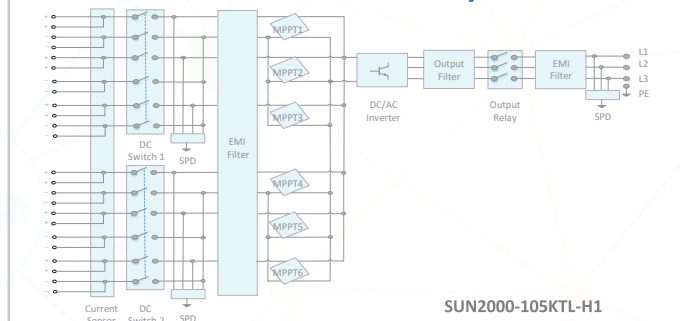 MPPT1
L1
L2
MPPT2
Output
Filter
EMI
Filter
L3
PE
DC/AC
Inverter
Output
Relay
MPPT3
SPD
DC
Switch 1
SPD
EMI
Filter
MPPT4
MPPT5
MPPT6
SUN2000-105KTL-H1
Current
Sensor
DC
Switch 2
SPD